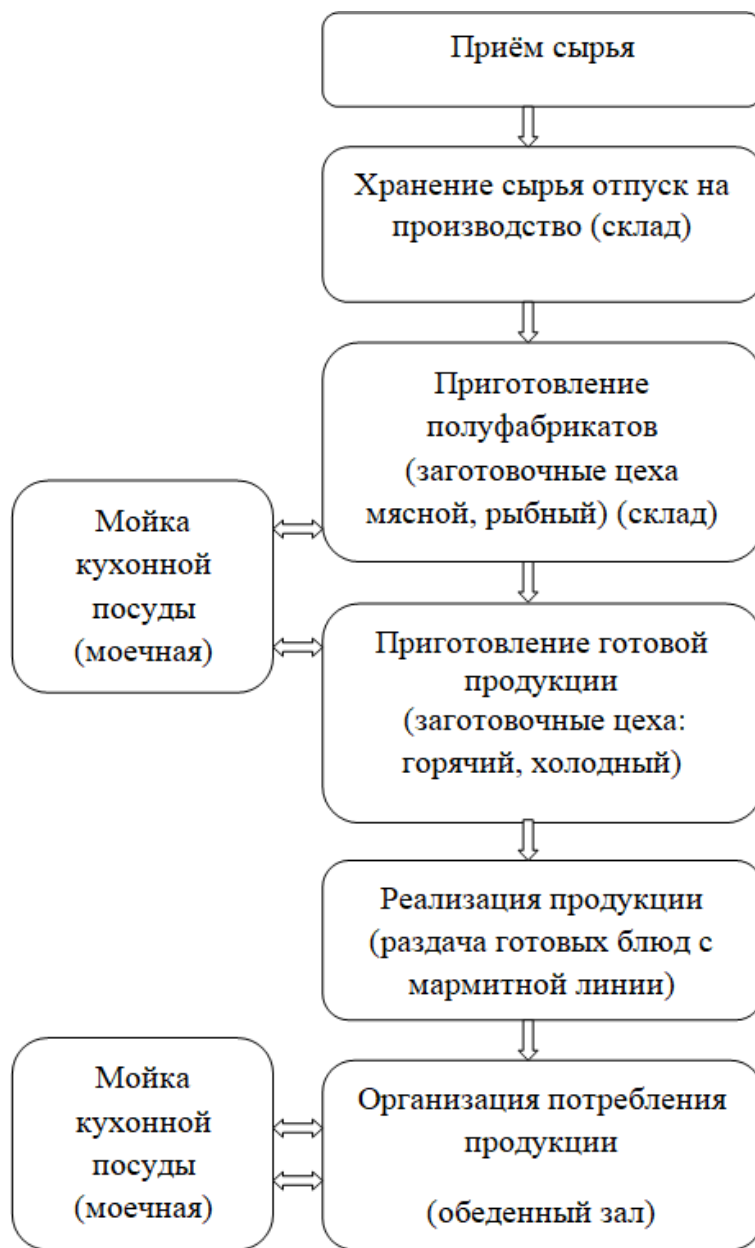 Приём сырья
Хранение сырья отпуск на
производство (склад)
Приготовление
полуфабрикатов
(заготовочные цеха
мясной, рыбный) (склад)
Мойка
кухонной
посуды
(моечная)
Приготовление готовой
продукции
(заготовочные цеха:
горячий, холодный)
Реализация продукции
(раздача готовых блюд с
мармитной линии)
Мойка
кухонной
посуды
(моечная)
Организация потребления
продукции
(обеденный зал)